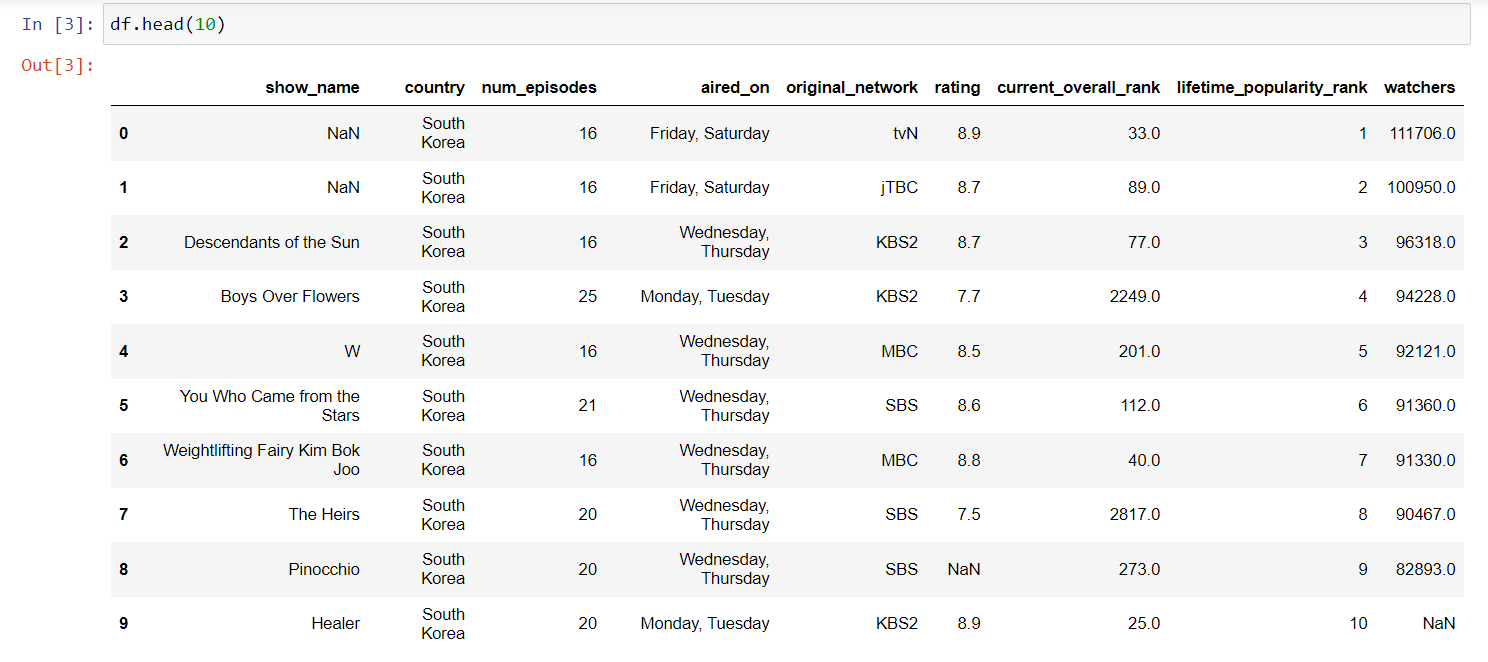 In [3]: df.head(10)
Out[3]:
show_name country num_episodes aired_on original_network rating current_overall_rank lifetime_popularity_rank watchers
0 NaN South Korea 16 Friday, Saturday tvN 8.9 33.0 1 111706.0
1 NaN South Korea 16 Friday, Saturday jTBC 8.7 89.0 2 100950.0
2 Descendants of the Sun South Korea 16 Wednesday, Thursday KBS2 8.7 77.0 3 96318.0
3 Boys Over Flowers South Korea 25 Monday, Tuesday KBS2 7.7 2249.0 4 94228.0
4 W South Korea 16 Wednesday, Thursday MBC 8.5 201.0 5 92121.0
5 You Who Came from the Stars South Korea 21 Wednesday, Thursday SBS 8.6 112.0 6 91360.0
6 Weightlifting Fairy Kim Bok Joo South Korea 16 Wednesday, Thursday MBC 8.8 40.0 7 91330.0
7 The Heirs South Korea 20 Wednesday, Thursday SBS 7.5 2817.0 8 90467.0
8 Pinocchio South Korea 20 Wednesday, Thursday SBS NaN 273.0 9 82893.0
9 Healer South Korea 20 Monday, Tuesday KBS2 8.9 25.0 10 NaN